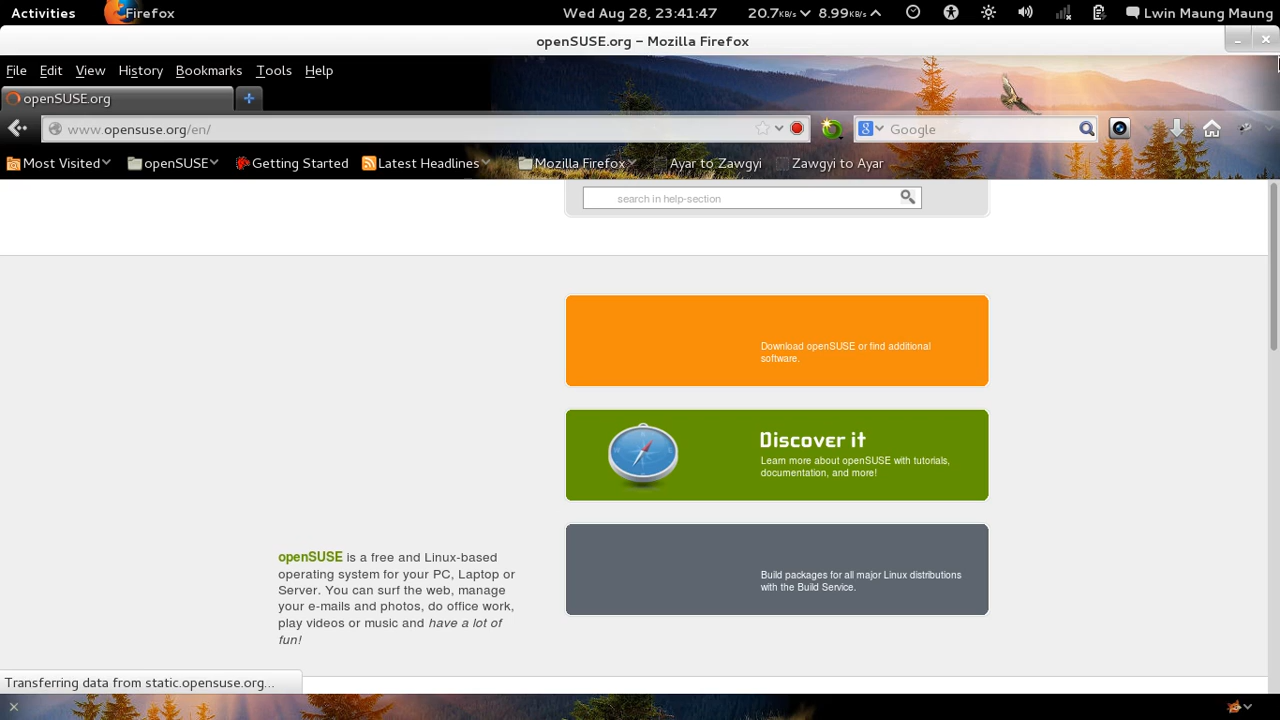 Activities Firefox Wed Aug 28, 23:41:47 20.7KB/s 8.99KB/s Lwin Maung Maung
openSUSE.org – Mozilla Firefox
File Edit View History Bookmarks Tools Help
openSUSE.org
www.opensuse.org/en/ Google
Most Visited openSUSE Getting Started Latest Headlines Mozilla Firefox Ayar to Zawgyi Zawgyi to Ayar
search in help-section
Download openSUSE or find additional
software.
Discover it
Learn more about openSUSE with tutorials,
documentation, and more!
Build packages for all major Linux distributions
with the Build Service.
openSUSE is a free and Linux-based
operating system for your PC, Laptop or
Server. You can surf the web, manage
your e-mails and photos, do office work,
play videos or music and have a lot of
fun!
Transferring data from static.opensuse.org...